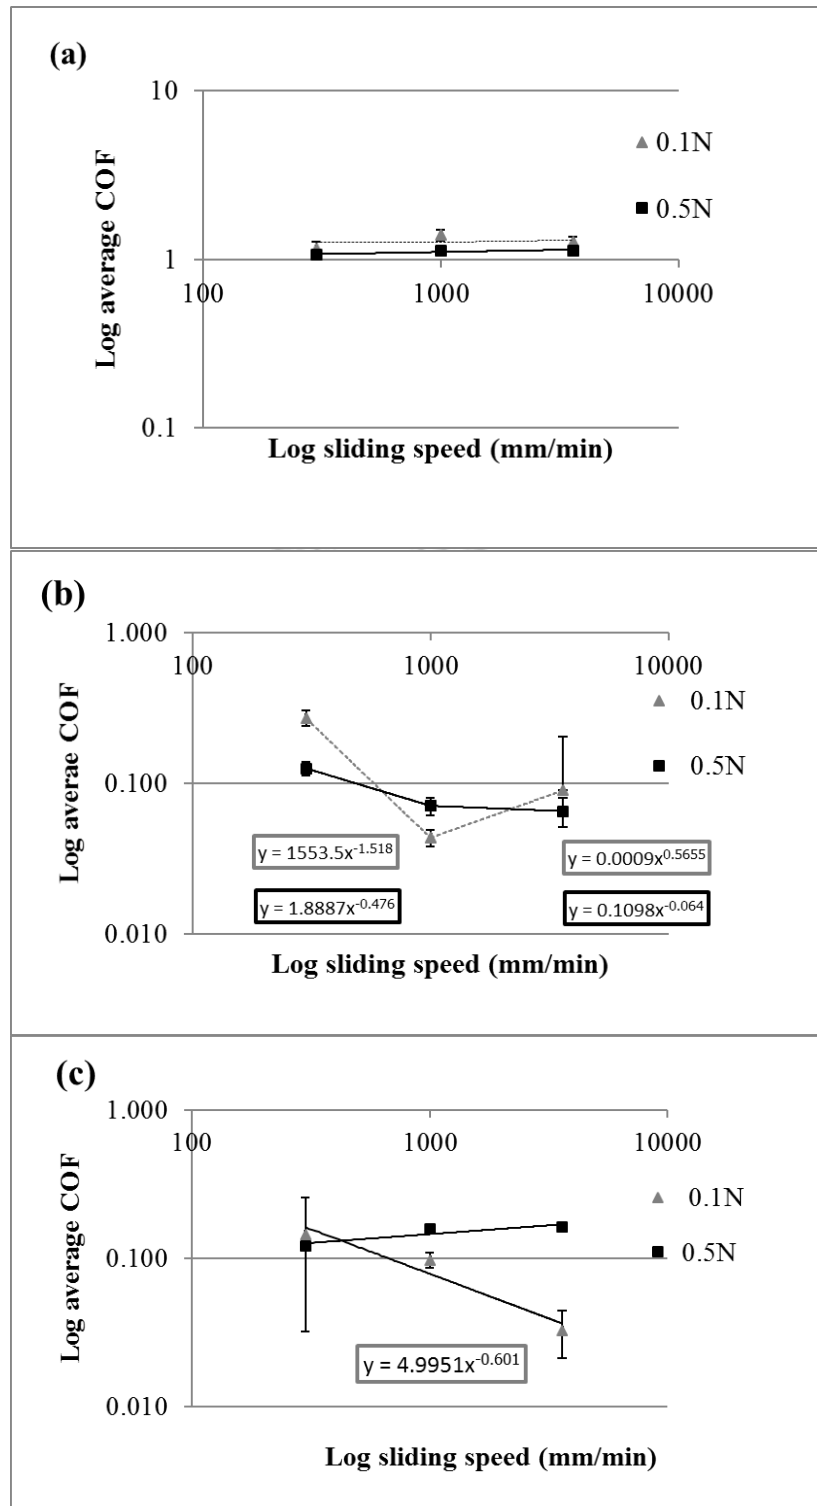 (a)
10
1
0.1
100
1000
10000
Log average COF
Log sliding speed (mm/min)
0.1N
0.5N
(b)
1.000
0.100
0.010
100
1000
10000
Log averae COF
Log sliding speed (mm/min)
0.1N
0.5N
y = 1553.5x^-1.518
y = 0.0009x^0.5655
y = 1.8887x^-0.476
y = 0.1098x^-0.064
(c)
1.000
0.100
0.010
100
1000
10000
Log average COF
Log sliding speed (mm/min)
0.1N
0.5N
y = 4.9951x^-0.601